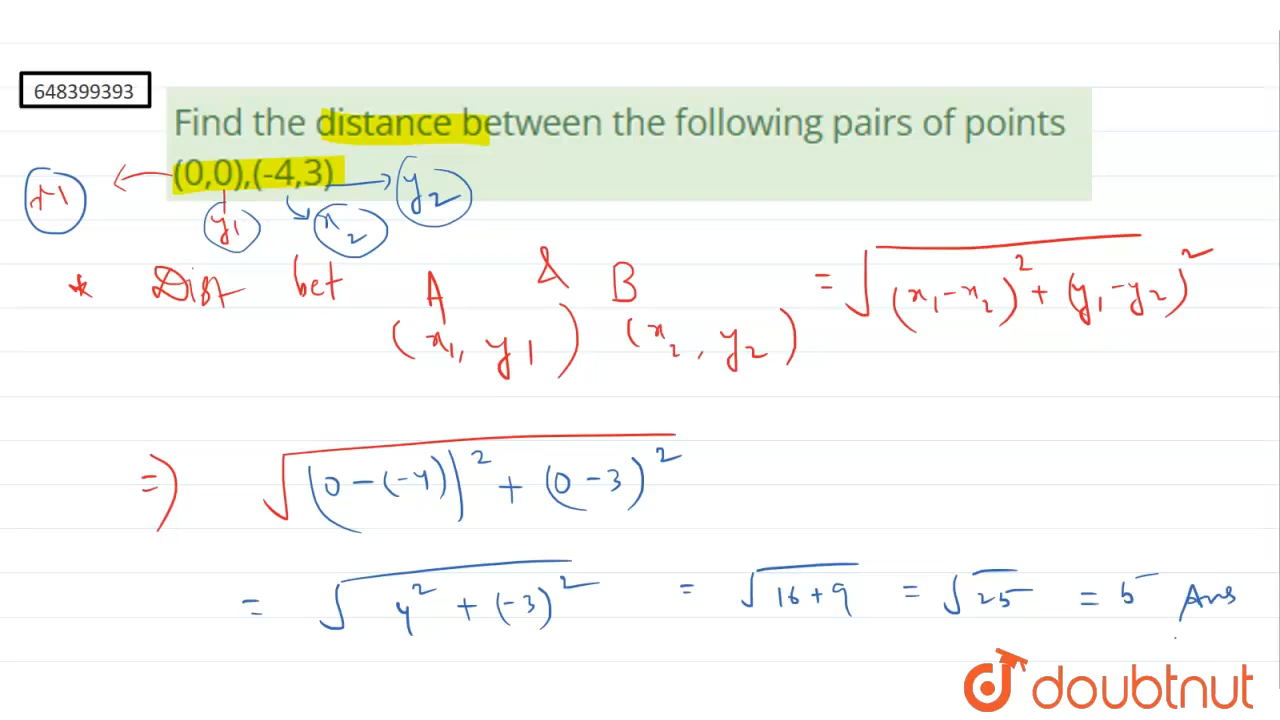 648399393
Find the distance between the following pairs of points
(0,0),(-4,3)
x1 y1 x2 y2
* Dist bet A & B = √(x₁-x₂)² + (y₁-y₂)²
(x₁, y1) (x₂, y₂)
=) √(0-(-4))² + (0-3)²
= √4² + (-3)² = √16+9 = √25 = 5 Ans
doubtnut